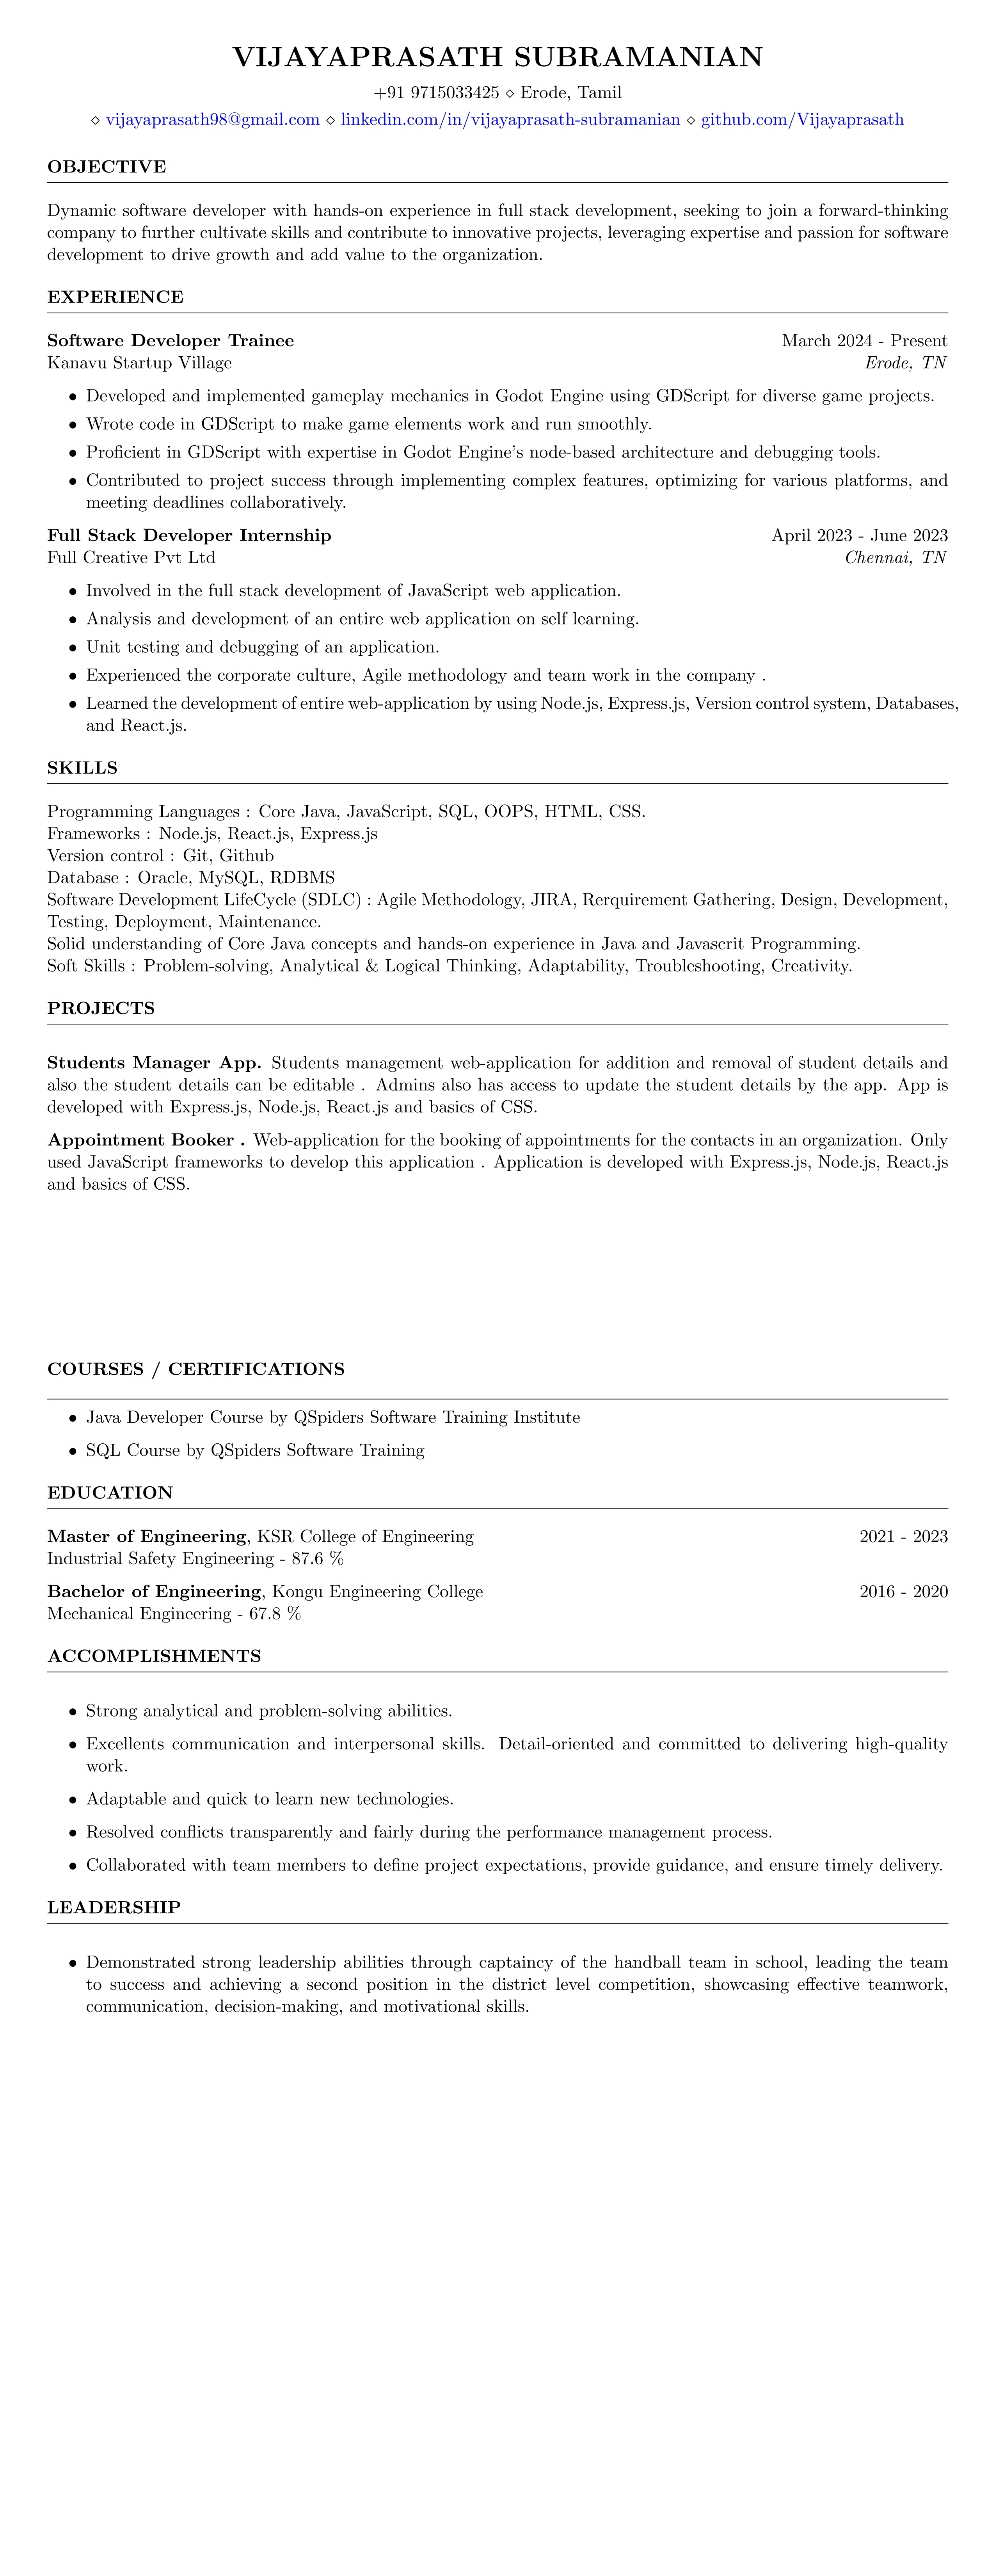 VIJAYAPRASATH SUBRAMANIAN
+91 9715033425 ⋄ Erode, Tamil
⋄ vijayaprasath98@gmail.com ⋄ linkedin.com/in/vijayaprasath-subramanian ⋄ github.com/Vijayaprasath
OBJECTIVE
Dynamic software developer with hands-on experience in full stack development, seeking to join a forward-thinking
company to further cultivate skills and contribute to innovative projects, leveraging expertise and passion for software
development to drive growth and add value to the organization.
EXPERIENCE
Software Developer Trainee March 2024 - Present
Kanavu Startup Village Erode, TN
• Developed and implemented gameplay mechanics in Godot Engine using GDScript for diverse game projects.
• Wrote code in GDScript to make game elements work and run smoothly.
• Proficient in GDScript with expertise in Godot Engine's node-based architecture and debugging tools.
• Contributed to project success through implementing complex features, optimizing for various platforms, and
meeting deadlines collaboratively.
Full Stack Developer Internship April 2023 - June 2023
Full Creative Pvt Ltd Chennai, TN
• Involved in the full stack development of JavaScript web application.
• Analysis and development of an entire web application on self learning.
• Unit testing and debugging of an application.
• Experienced the corporate culture, Agile methodology and team work in the company .
• Learned the development of entire web-application by using Node.js, Express.js, Version control system, Databases,
and React.js.
SKILLS
Programming Languages : Core Java, JavaScript, SQL, OOPS, HTML, CSS.
Frameworks : Node.js, React.js, Express.js
Version control : Git, Github
Database : Oracle, MySQL, RDBMS
Software Development LifeCycle (SDLC) : Agile Methodology, JIRA, Rerquirement Gathering, Design, Development,
Testing, Deployment, Maintenance.
Solid understanding of Core Java concepts and hands-on experience in Java and Javascrit Programming.
Soft Skills : Problem-solving, Analytical & Logical Thinking, Adaptability, Troubleshooting, Creativity.
PROJECTS
Students Manager App. Students management web-application for addition and removal of student details and
also the student details can be editable . Admins also has access to update the student details by the app. App is
developed with Express.js, Node.js, React.js and basics of CSS.
Appointment Booker . Web-application for the booking of appointments for the contacts in an organization. Only
used JavaScript frameworks to develop this application . Application is developed with Express.js, Node.js, React.js
and basics of CSS.
COURSES / CERTIFICATIONS
• Java Developer Course by QSpiders Software Training Institute
• SQL Course by QSpiders Software Training
EDUCATION
Master of Engineering, KSR College of Engineering 2021 - 2023
Industrial Safety Engineering - 87.6 %
Bachelor of Engineering, Kongu Engineering College 2016 - 2020
Mechanical Engineering - 67.8 %
ACCOMPLISHMENTS
• Strong analytical and problem-solving abilities.
• Excellents communication and interpersonal skills. Detail-oriented and committed to delivering high-quality
work.
• Adaptable and quick to learn new technologies.
• Resolved conflicts transparently and fairly during the performance management process.
• Collaborated with team members to define project expectations, provide guidance, and ensure timely delivery.
LEADERSHIP
• Demonstrated strong leadership abilities through captaincy of the handball team in school, leading the team
to success and achieving a second position in the district level competition, showcasing effective teamwork,
communication, decision-making, and motivational skills.